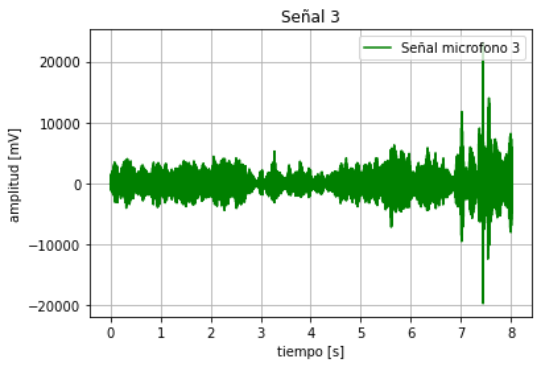 Señal 3
Señal microfono 3
amplitud [mV]
20000
10000
0
−10000
−20000
0 1 2 3 4 5 6 7 8
tiempo [s]